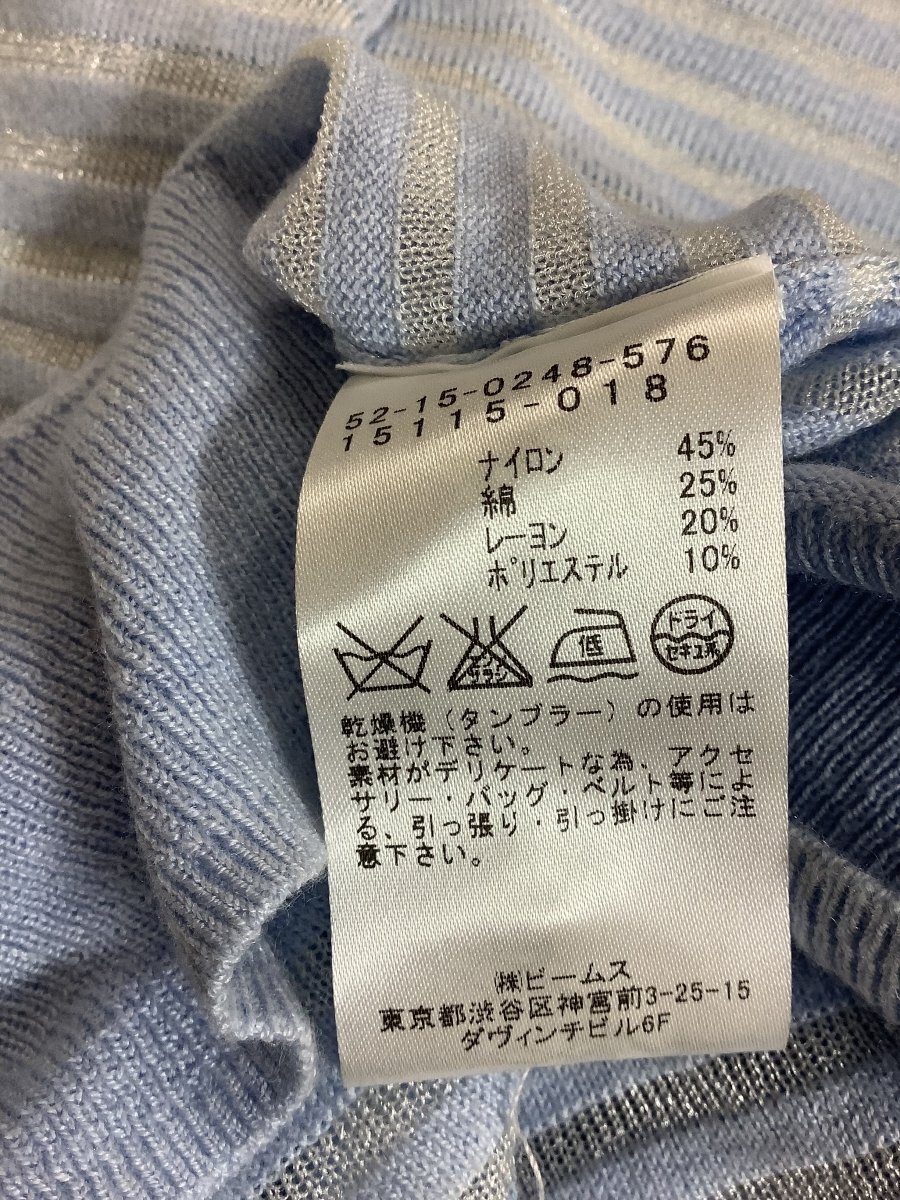 52-15-0248-576
15115-018
ナイロン 45%
綿 25%
レーヨン 20%
ポリエステル 10%
エンソ サラシ 低 ドライ セキユ系
乾燥機（タンブラー）の使用は
お避け下さい。
素材がデリケートな為、アクセ
サリー・バッグ・ベルト等によ
る、引っ張り・引っ掛けにご注
意下さい。
㈱ビームス
東京都渋谷区神宮前3-25-15
ダヴィンチビル6F